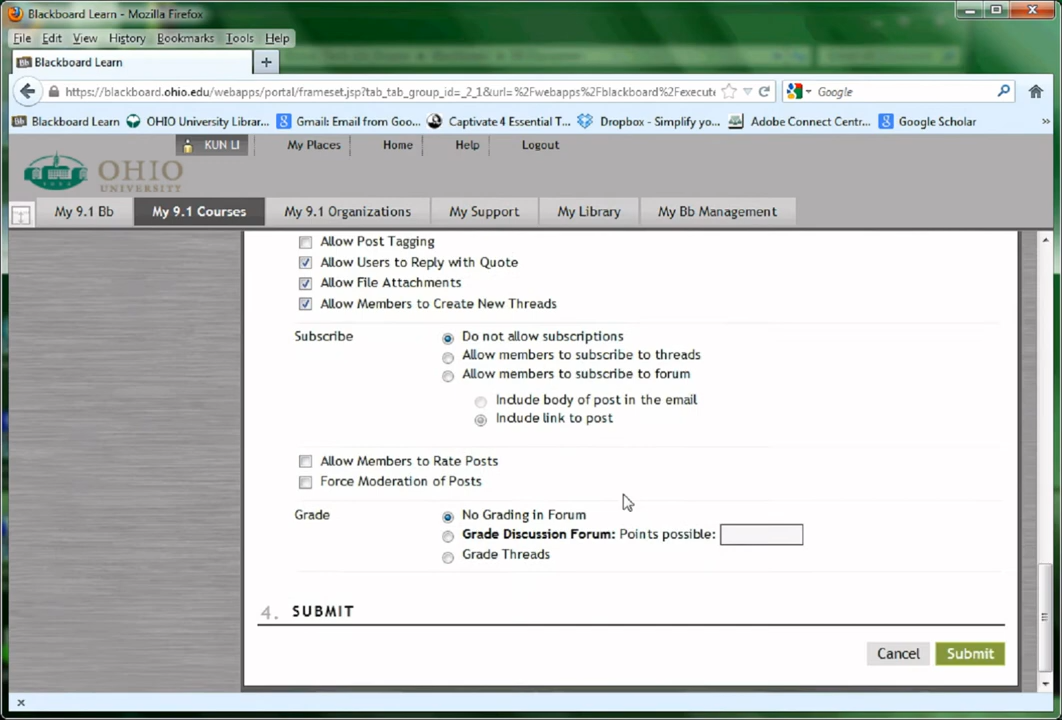 Blackboard Learn - Mozilla Firefox
File Edit View History Bookmarks Tools Help
Blackboard Learn +
https://blackboard.ohio.edu/webapps/portal/frameset.jsp?tab_tab_group_id=_2_1&url=%2Fwebapps%2Fblackboard%2Fexecute Google
Blackboard Learn OHIO University Librar... Gmail: Email from Goo... Captivate 4 Essential T... Dropbox - Simplify yo... Adobe Connect Centr... Google Scholar »
KUN LI My Places Home Help Logout
OHIO
UNIVERSITY
My 9.1 Bb My 9.1 Courses My 9.1 Organizations My Support My Library My Bb Management
Allow Post Tagging
Allow Users to Reply with Quote
Allow File Attachments
Allow Members to Create New Threads
Subscribe Do not allow subscriptions
Allow members to subscribe to threads
Allow members to subscribe to forum
Include body of post in the email
Include link to post
Allow Members to Rate Posts
Force Moderation of Posts
Grade No Grading in Forum
Grade Discussion Forum: Points possible:
Grade Threads
4. SUBMIT
Cancel Submit
x